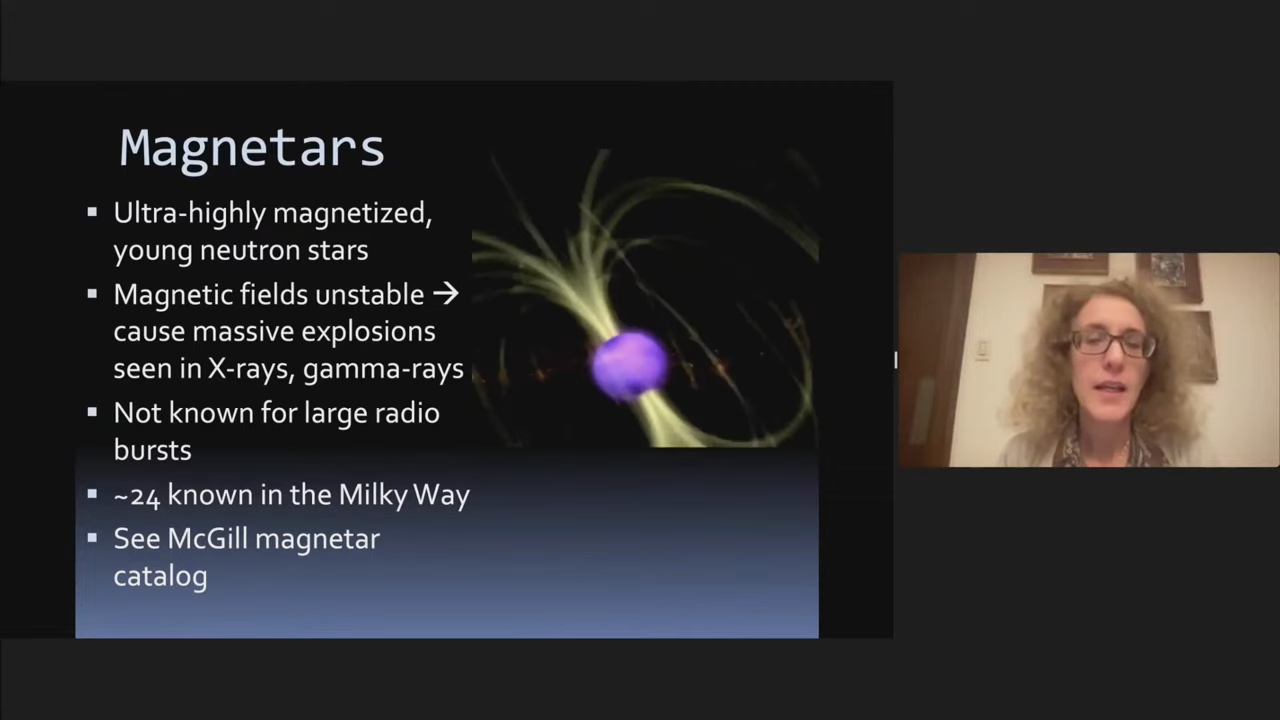 Magnetars
▪ Ultra-highly magnetized,
young neutron stars
▪ Magnetic fields unstable →
cause massive explosions
seen in X-rays, gamma-rays
▪ Not known for large radio
bursts
▪ ~24 known in the Milky Way
▪ See McGill magnetar
catalog